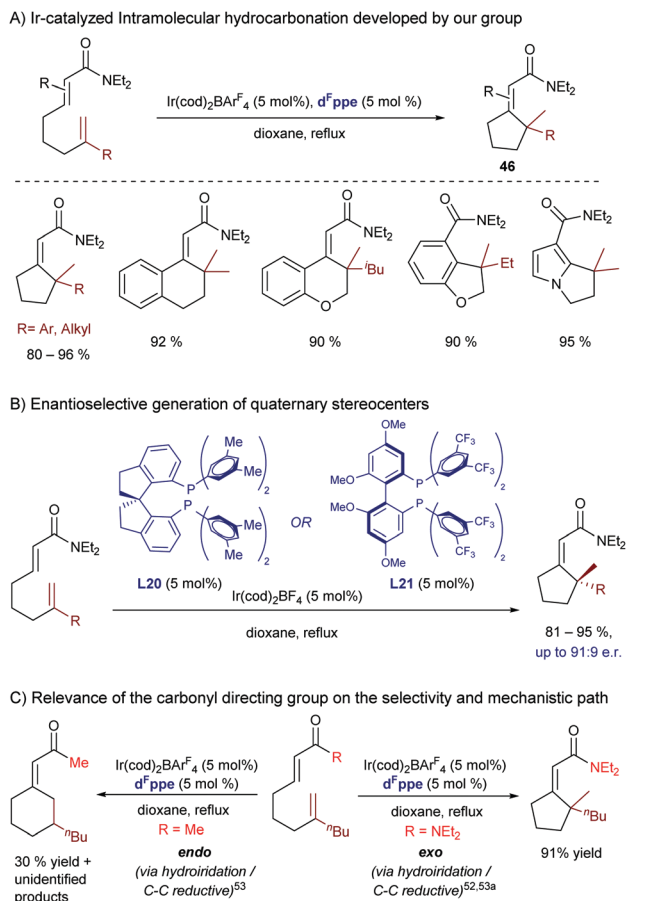 A) Ir-catalyzed Intramolecular hydrocarbonation developed by our group
O
R
NEt2
R
Ir(cod)2BArF4 (5 mol%), dFppe (5 mol %)
dioxane, reflux
O
R
NEt2
R
46
O
NEt2
R
R= Ar, Alkyl
80 – 96 %
O
NEt2
92 %
O
NEt2
iBu
O
90 %
O
NEt2
Et
O
90 %
O
NEt2
N
95 %
B) Enantioselective generation of quaternary stereocenters
O
NEt2
R
Me
P
Me
2
P
Me
Me
2
L20 (5 mol%)
OR
OMe
MeO
P
CF3
CF3
2
MeO
P
CF3
CF3
2
OMe
L21 (5 mol%)
Ir(cod)2BF4 (5 mol%)
dioxane, reflux
O
NEt2
R
81 – 95 %,
up to 91:9 e.r.
C) Relevance of the carbonyl directing group on the selectivity and mechanistic path
O
Me
nBu
30 % yield +
unidentified
products
Ir(cod)2BArF4 (5 mol%)
dFppe (5 mol %)
dioxane, reflux
R = Me
endo
(via hydroiridation /
C-C reductive)53
O
R
nBu
Ir(cod)2BArF4 (5 mol%)
dFppe (5 mol %)
dioxane, reflux
R = NEt2
exo
(via hydroiridation /
C-C reductive)52,53a
O
NEt2
nBu
91% yield